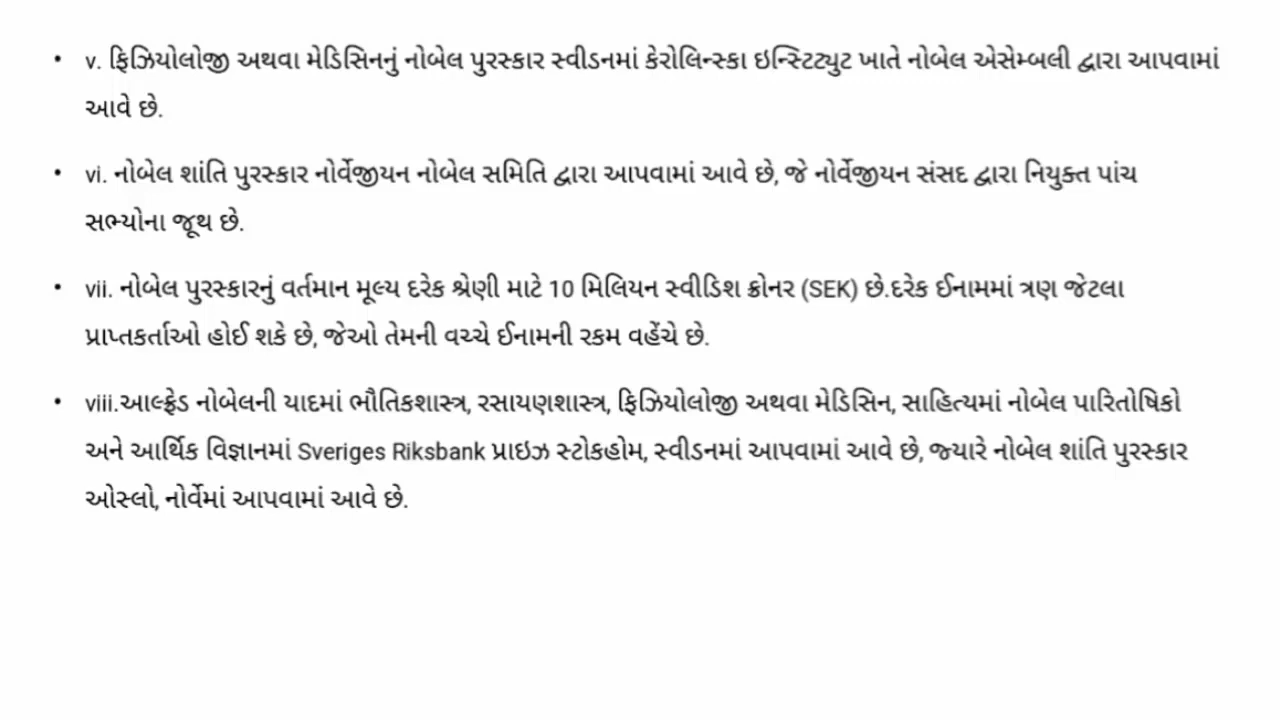 • v. ફિઝિયોલોજી અથવા મેડિસિનનું નોબેલ પુરસ્કાર સ્વીડનમાં કેરોલિન્સ્કા ઇન્સ્ટિટ્યુટ ખાતે નોબેલ એસેમ્બલી દ્વારા આપવામાં
આવે છે.
• vi. નોબેલ શાંતિ પુરસ્કાર નોર્વેજીયન નોબેલ સમિતિ દ્વારા આપવામાં આવે છે, જે નોર્વેજીયન સંસદ દ્વારા નિયુક્ત પાંચ
સભ્યોના જૂથ છે.
• vii. નોબેલ પુરસ્કારનું વર્તમાન મૂલ્ય દરેક શ્રેણી માટે 10 મિલિયન સ્વીડિશ ક્રોનર (SEK) છે.દરેક ઈનામમાં ત્રણ જેટલા
પ્રાપ્તકર્તાઓ હોઈ શકે છે, જેઓ તેમની વચ્ચે ઈનામની રકમ વહેંચે છે.
• viii.આલ્ફ્રેડ નોબેલની યાદમાં ભૌતિકશાસ્ત્ર, રસાયણશાસ્ત્ર, ફિઝિયોલોજી અથવા મેડિસિન, સાહિત્યમાં નોબેલ પારિતોષિકો
અને આર્થિક વિજ્ઞાનમાં Sveriges Riksbank પ્રાઇઝ સ્ટોકહોમ, સ્વીડનમાં આપવામાં આવે છે, જ્યારે નોબેલ શાંતિ પુરસ્કાર
ઓસ્લો, નોર્વેમાં આપવામાં આવે છે.